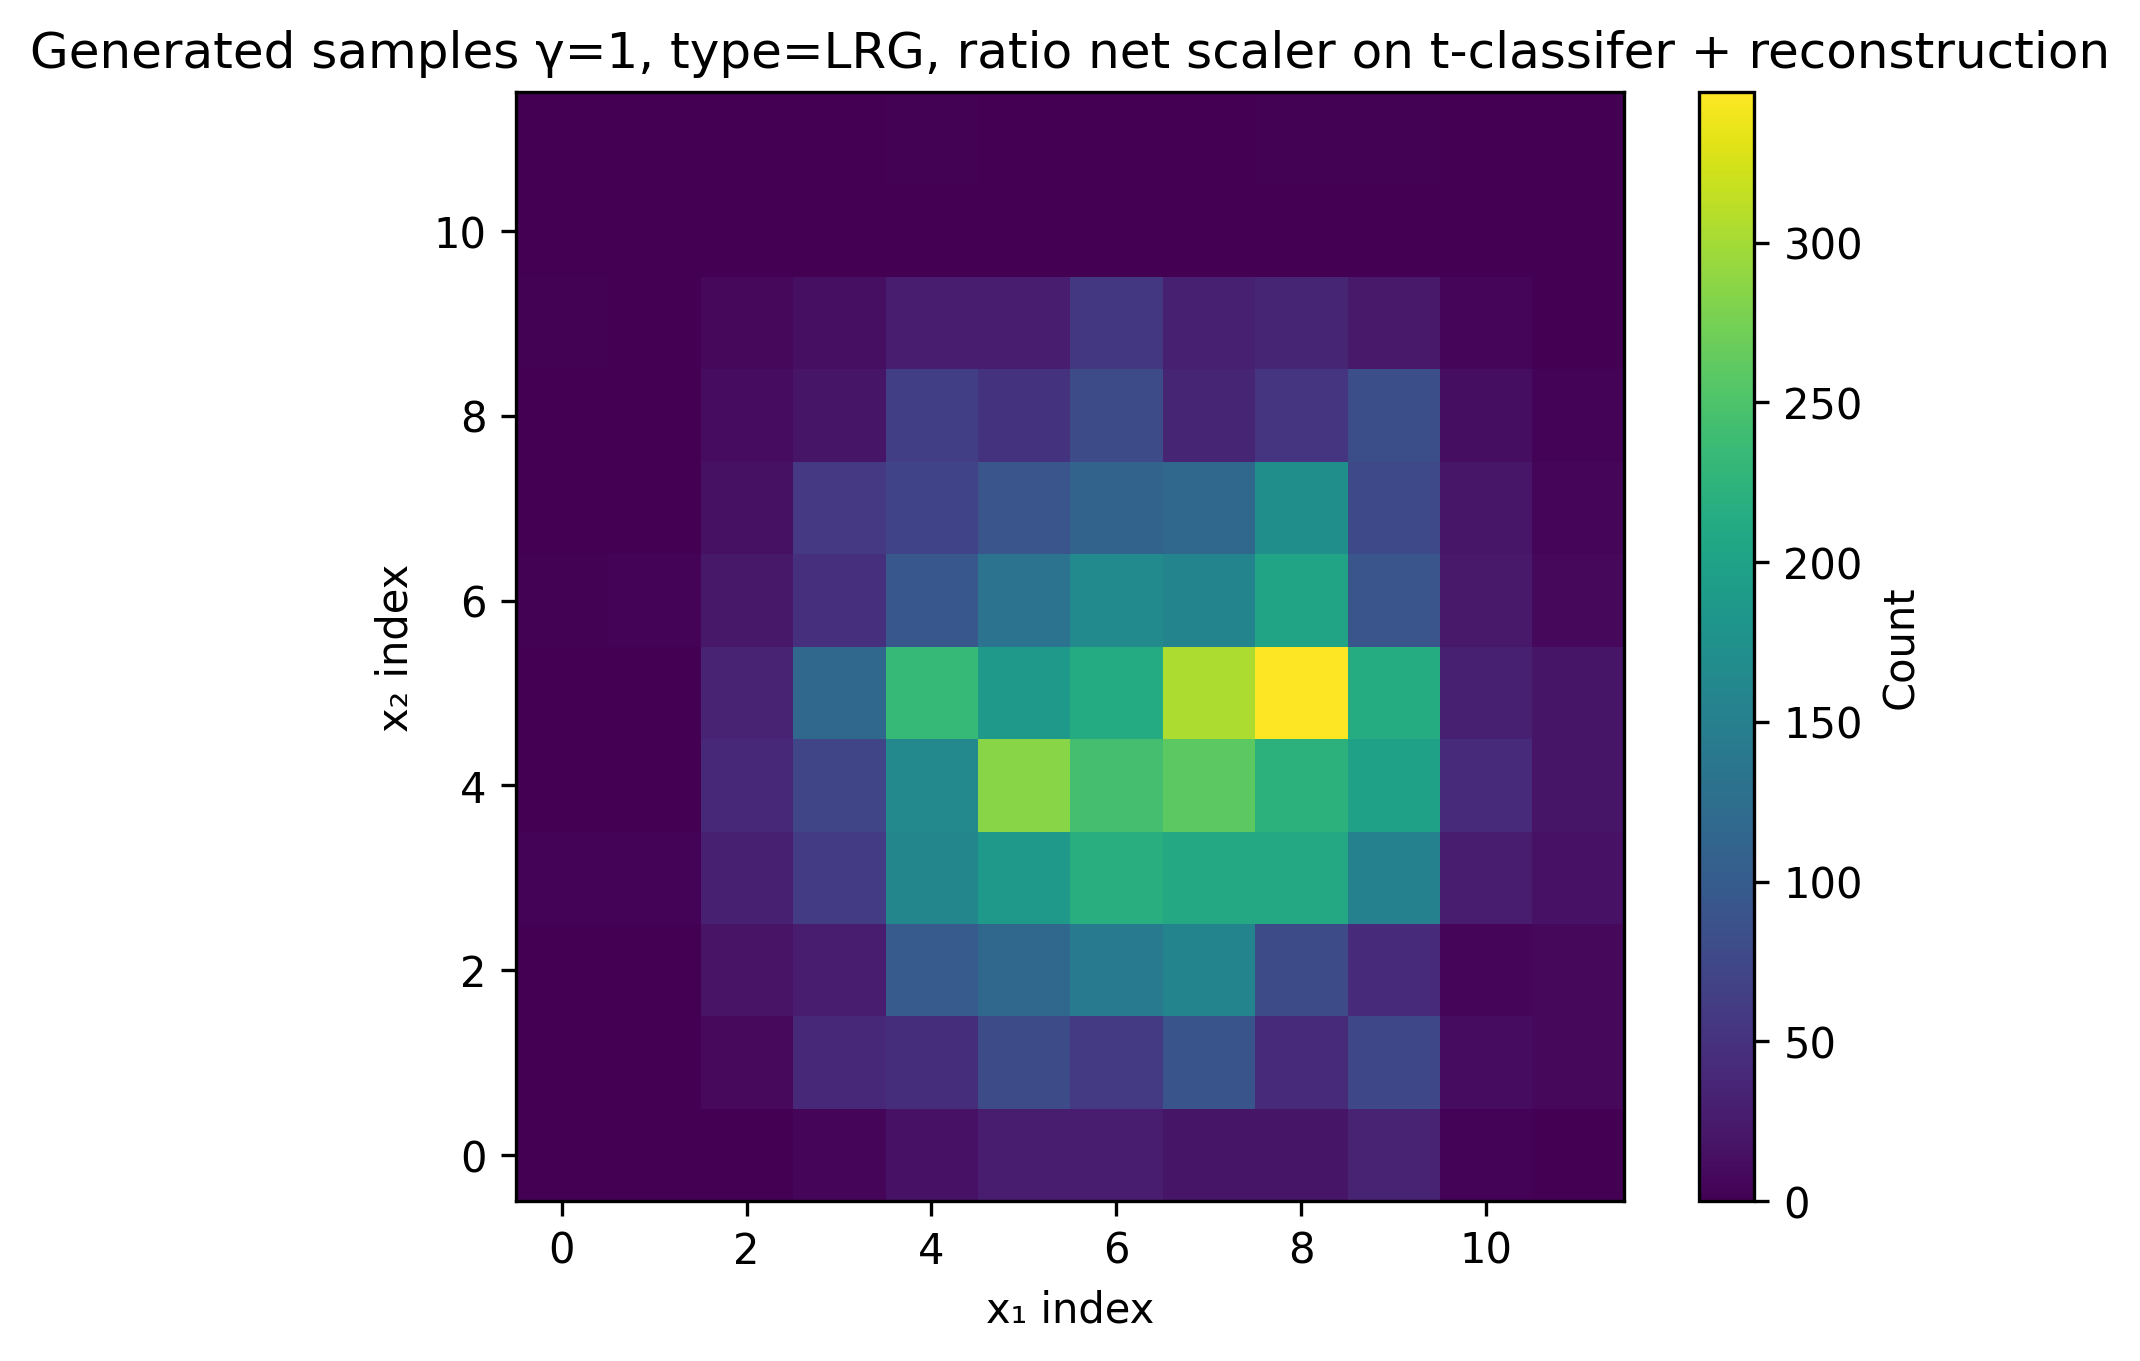 Generated samples γ=1, type=LRG, ratio net scaler on t-classifer + reconstruction
10
8
6
4
2
0
x₂ index
0 2 4 6 8 10
x₁ index
300
250
200
150
100
50
0
Count